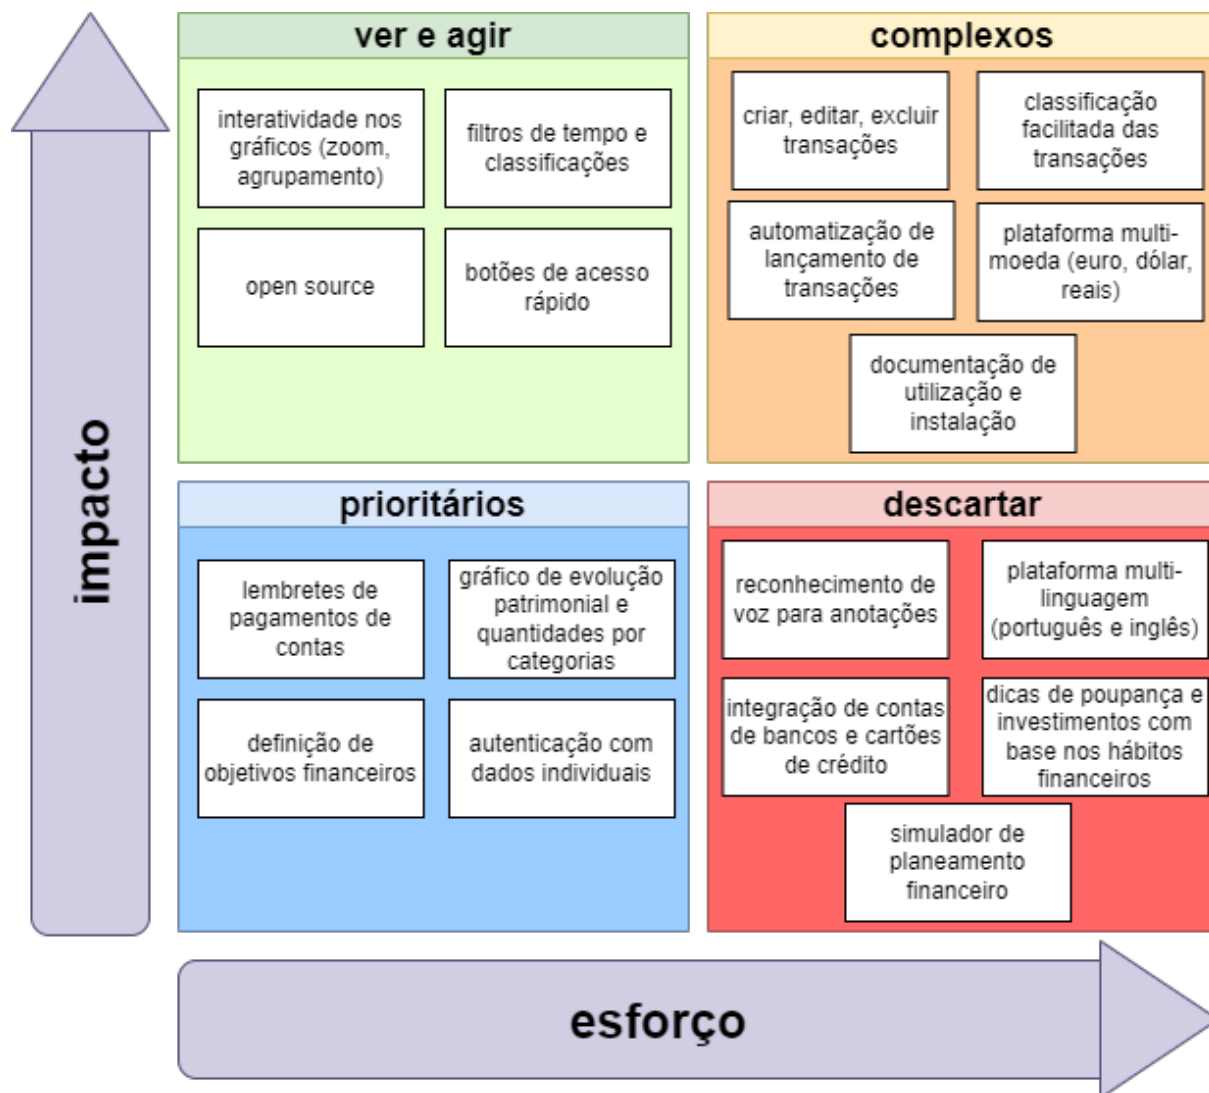 ver e agir
interatividade nos
gráficos (zoom,
agrupamento)
filtros de tempo e
classificações
open source
botões de acesso
rápido
complexos
criar, editar, excluir
transações
classificação
facilitada das
transações
automatização de
lançamento de
transações
plataforma multi-
moeda (euro, dólar,
reais)
documentação de
utilização e
instalação
impacto
prioritários
lembretes de
pagamentos de
contas
gráfico de evolução
patrimonial e
quantidades por
categorias
definição de
objetivos financeiros
autenticação com
dados individuais
descartar
reconhecimento de
voz para anotações
plataforma multi-
linguagem
(português e inglês)
integração de contas
de bancos e cartões
de crédito
dicas de poupança e
investimentos com
base nos hábitos
financeiros
simulador de
planeamento
financeiro
esforço